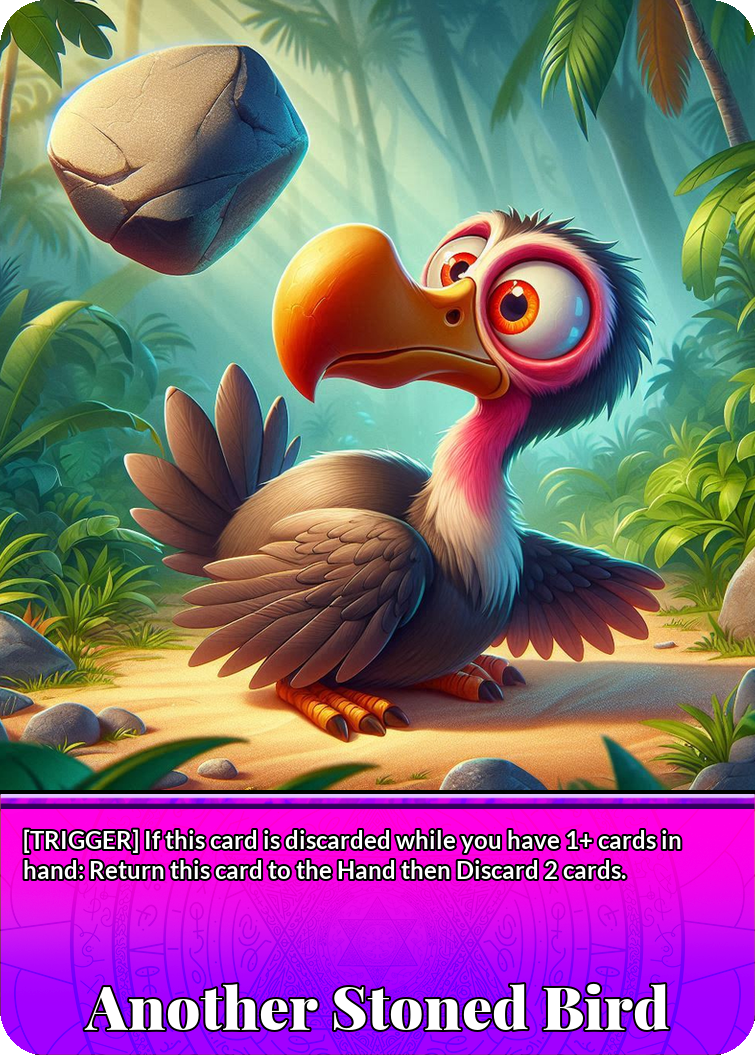 [TRIGGER] If this card is discarded while you have 1+ cards in
hand: Return this card to the Hand then Discard 2 cards.
Another Stoned Bird